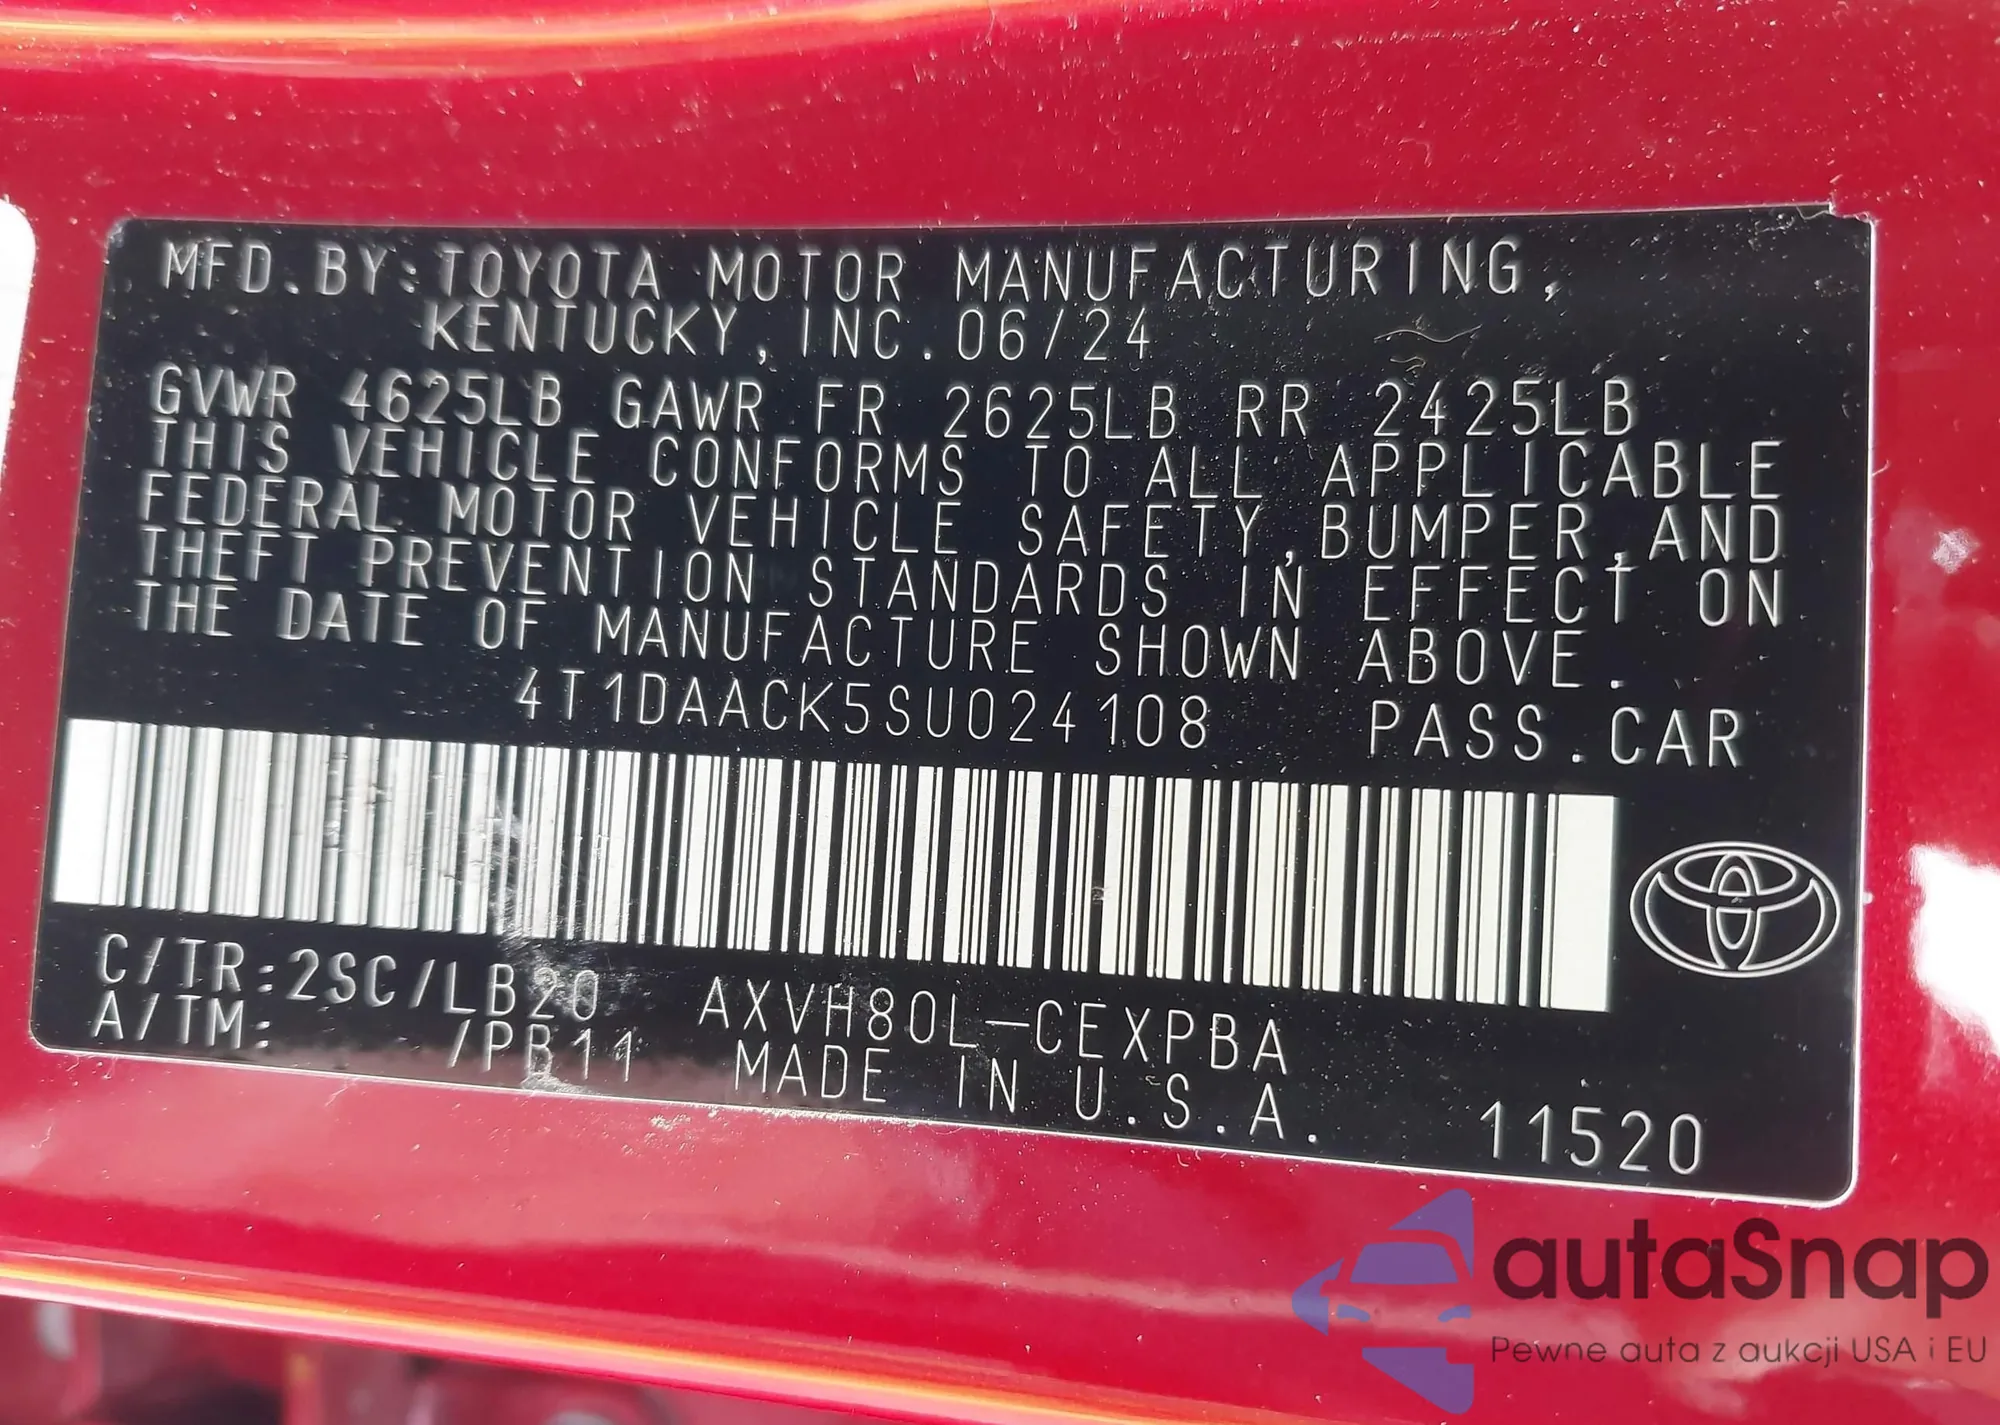 MFD. BY: TOYOTA MOTOR MANUFACTURING,
KENTUCKY, INC. 06/24
GVWR 4625LB GAWR FR 2625LB RR 2425LB
THIS VEHICLE CONFORMS TO ALL APPLICABLE
FEDERAL MOTOR VEHICLE SAFETY, BUMPER, AND
THEFT PREVENTION STANDARDS IN EFFECT ON
THE DATE OF MANUFACTURE SHOWN ABOVE.
4T1DAACK5SU024108 PASS. CAR
C/TR: 2SC/LB20 AXVH80L-CEXPBA
A/TM: /PB11 MADE IN U.S.A. 11520
autaSnap
Pewne auta z aukcji USA i EU